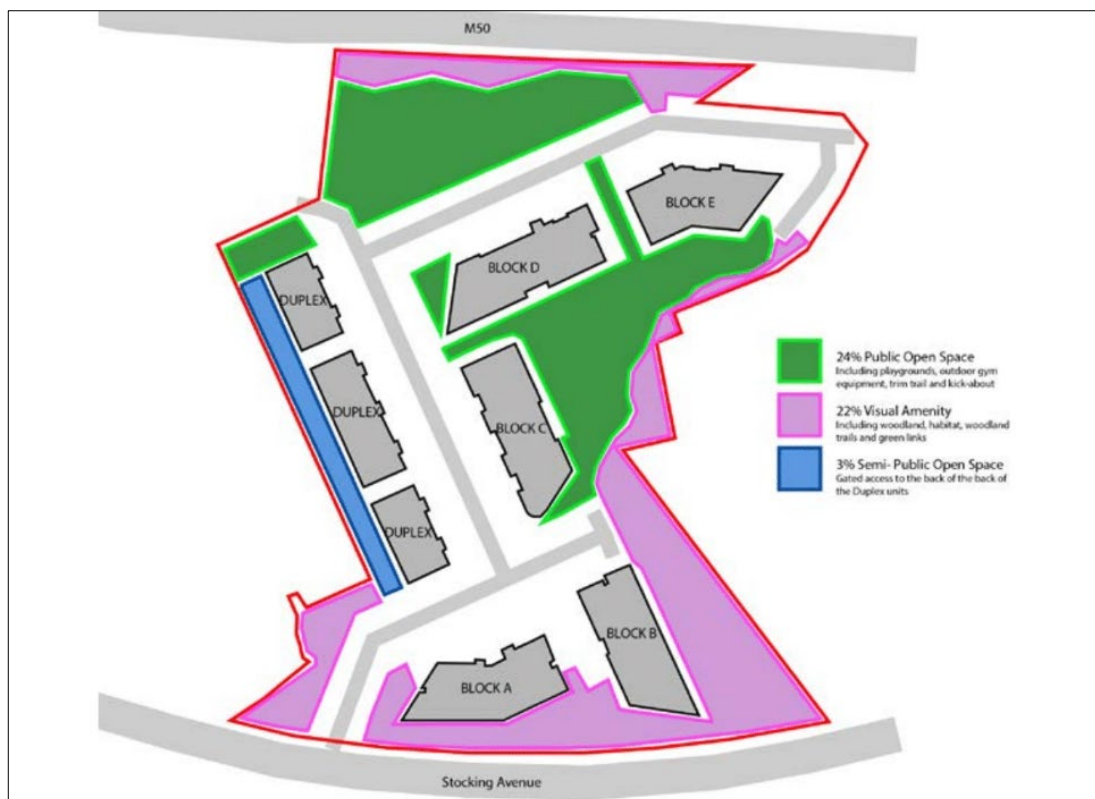 M50
BLOCK E
BLOCK D
DUPLEX
DUPLEX
BLOCK C
DUPLEX
BLOCK B
BLOCK A
Stocking Avenue
24% Public Open Space
Including playgrounds, outdoor gym
equipment, trim trail and kick-about
22% Visual Amenity
Including woodland, habitat, woodland
trails and green links
3% Semi- Public Open Space
Gated access to the back of the back of
the Duplex units